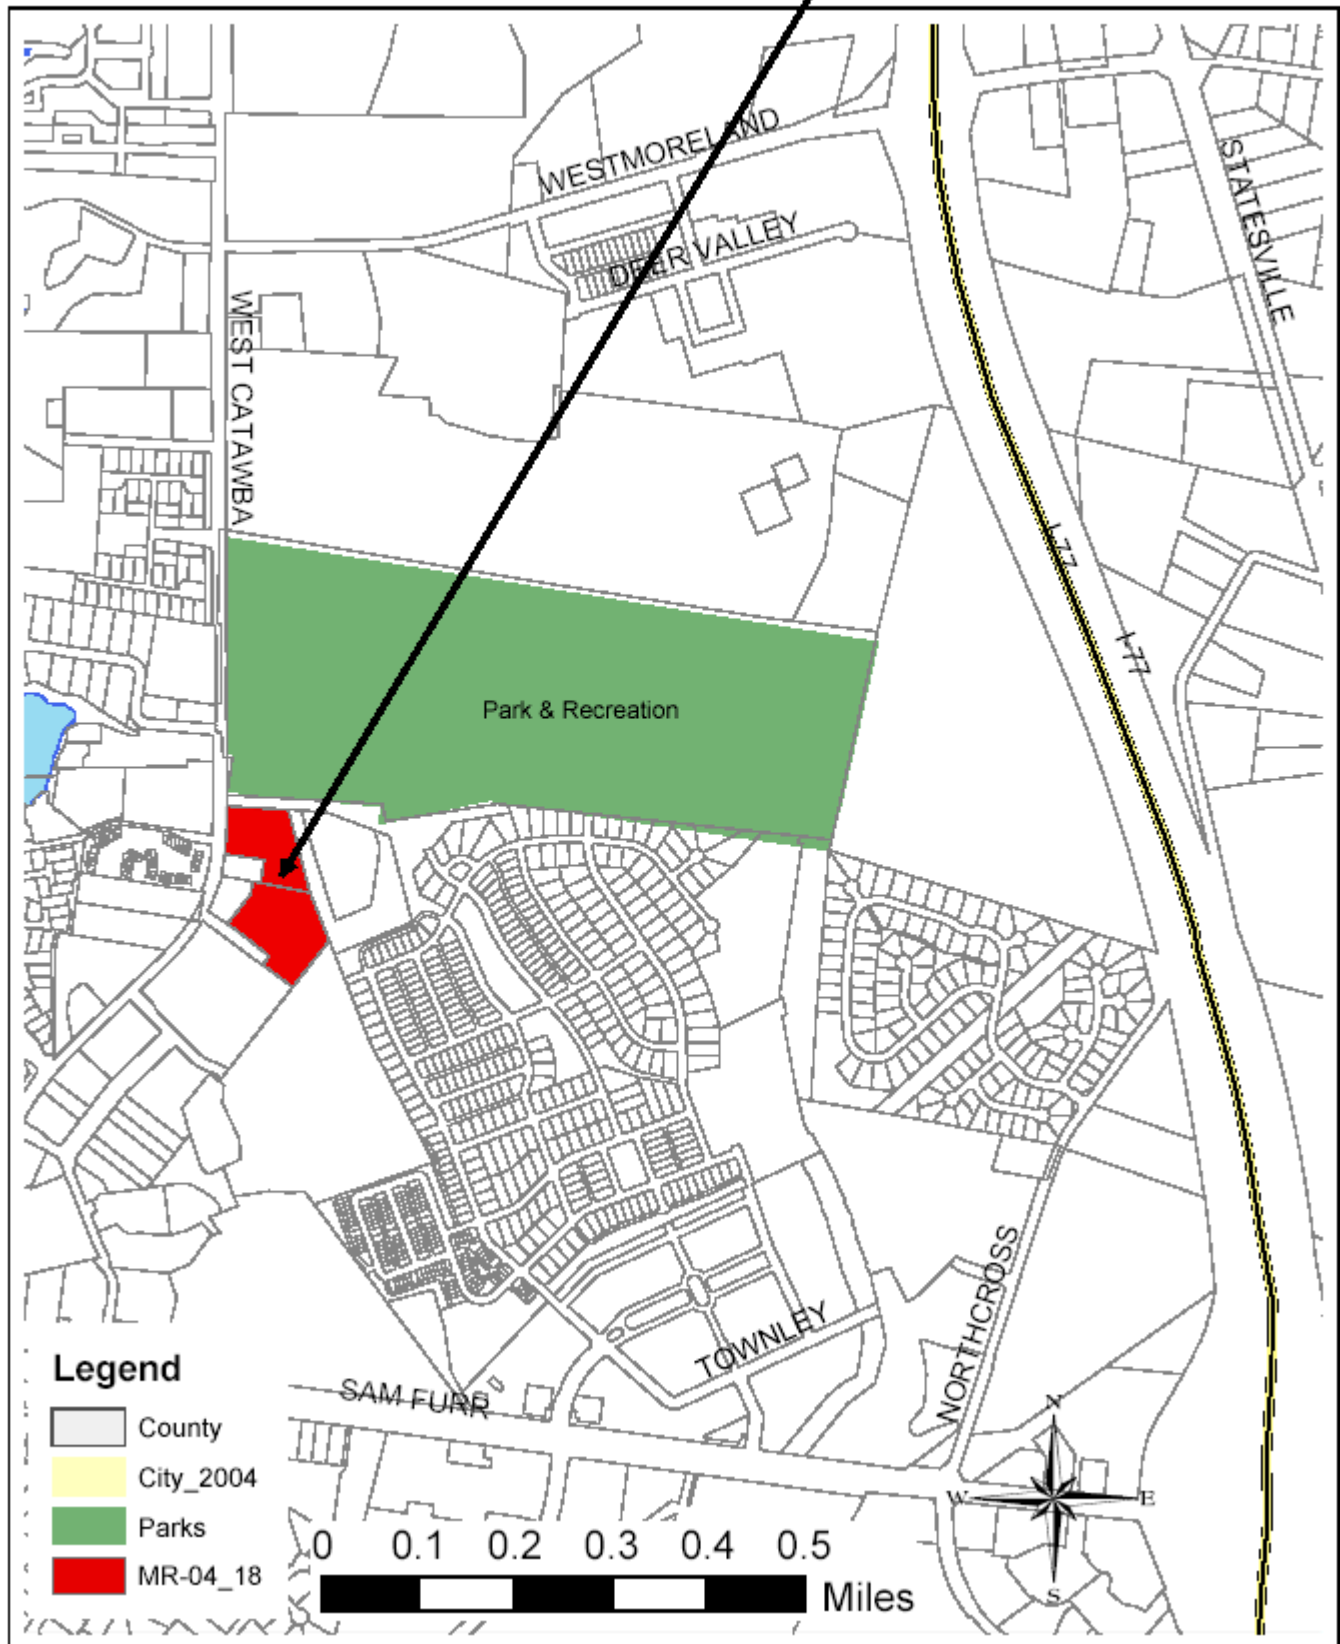 WESTMORELAND
STATESVILLE
DEER VALLEY
WEST CATAWBA
I-77
I-77
Park & Recreation
NORTHCROSS
TOWNLEY
Legend
SAM FURR
County
City_2004
Parks
MR-04_18
N
W E
S
0 0.1 0.2 0.3 0.4 0.5
Miles